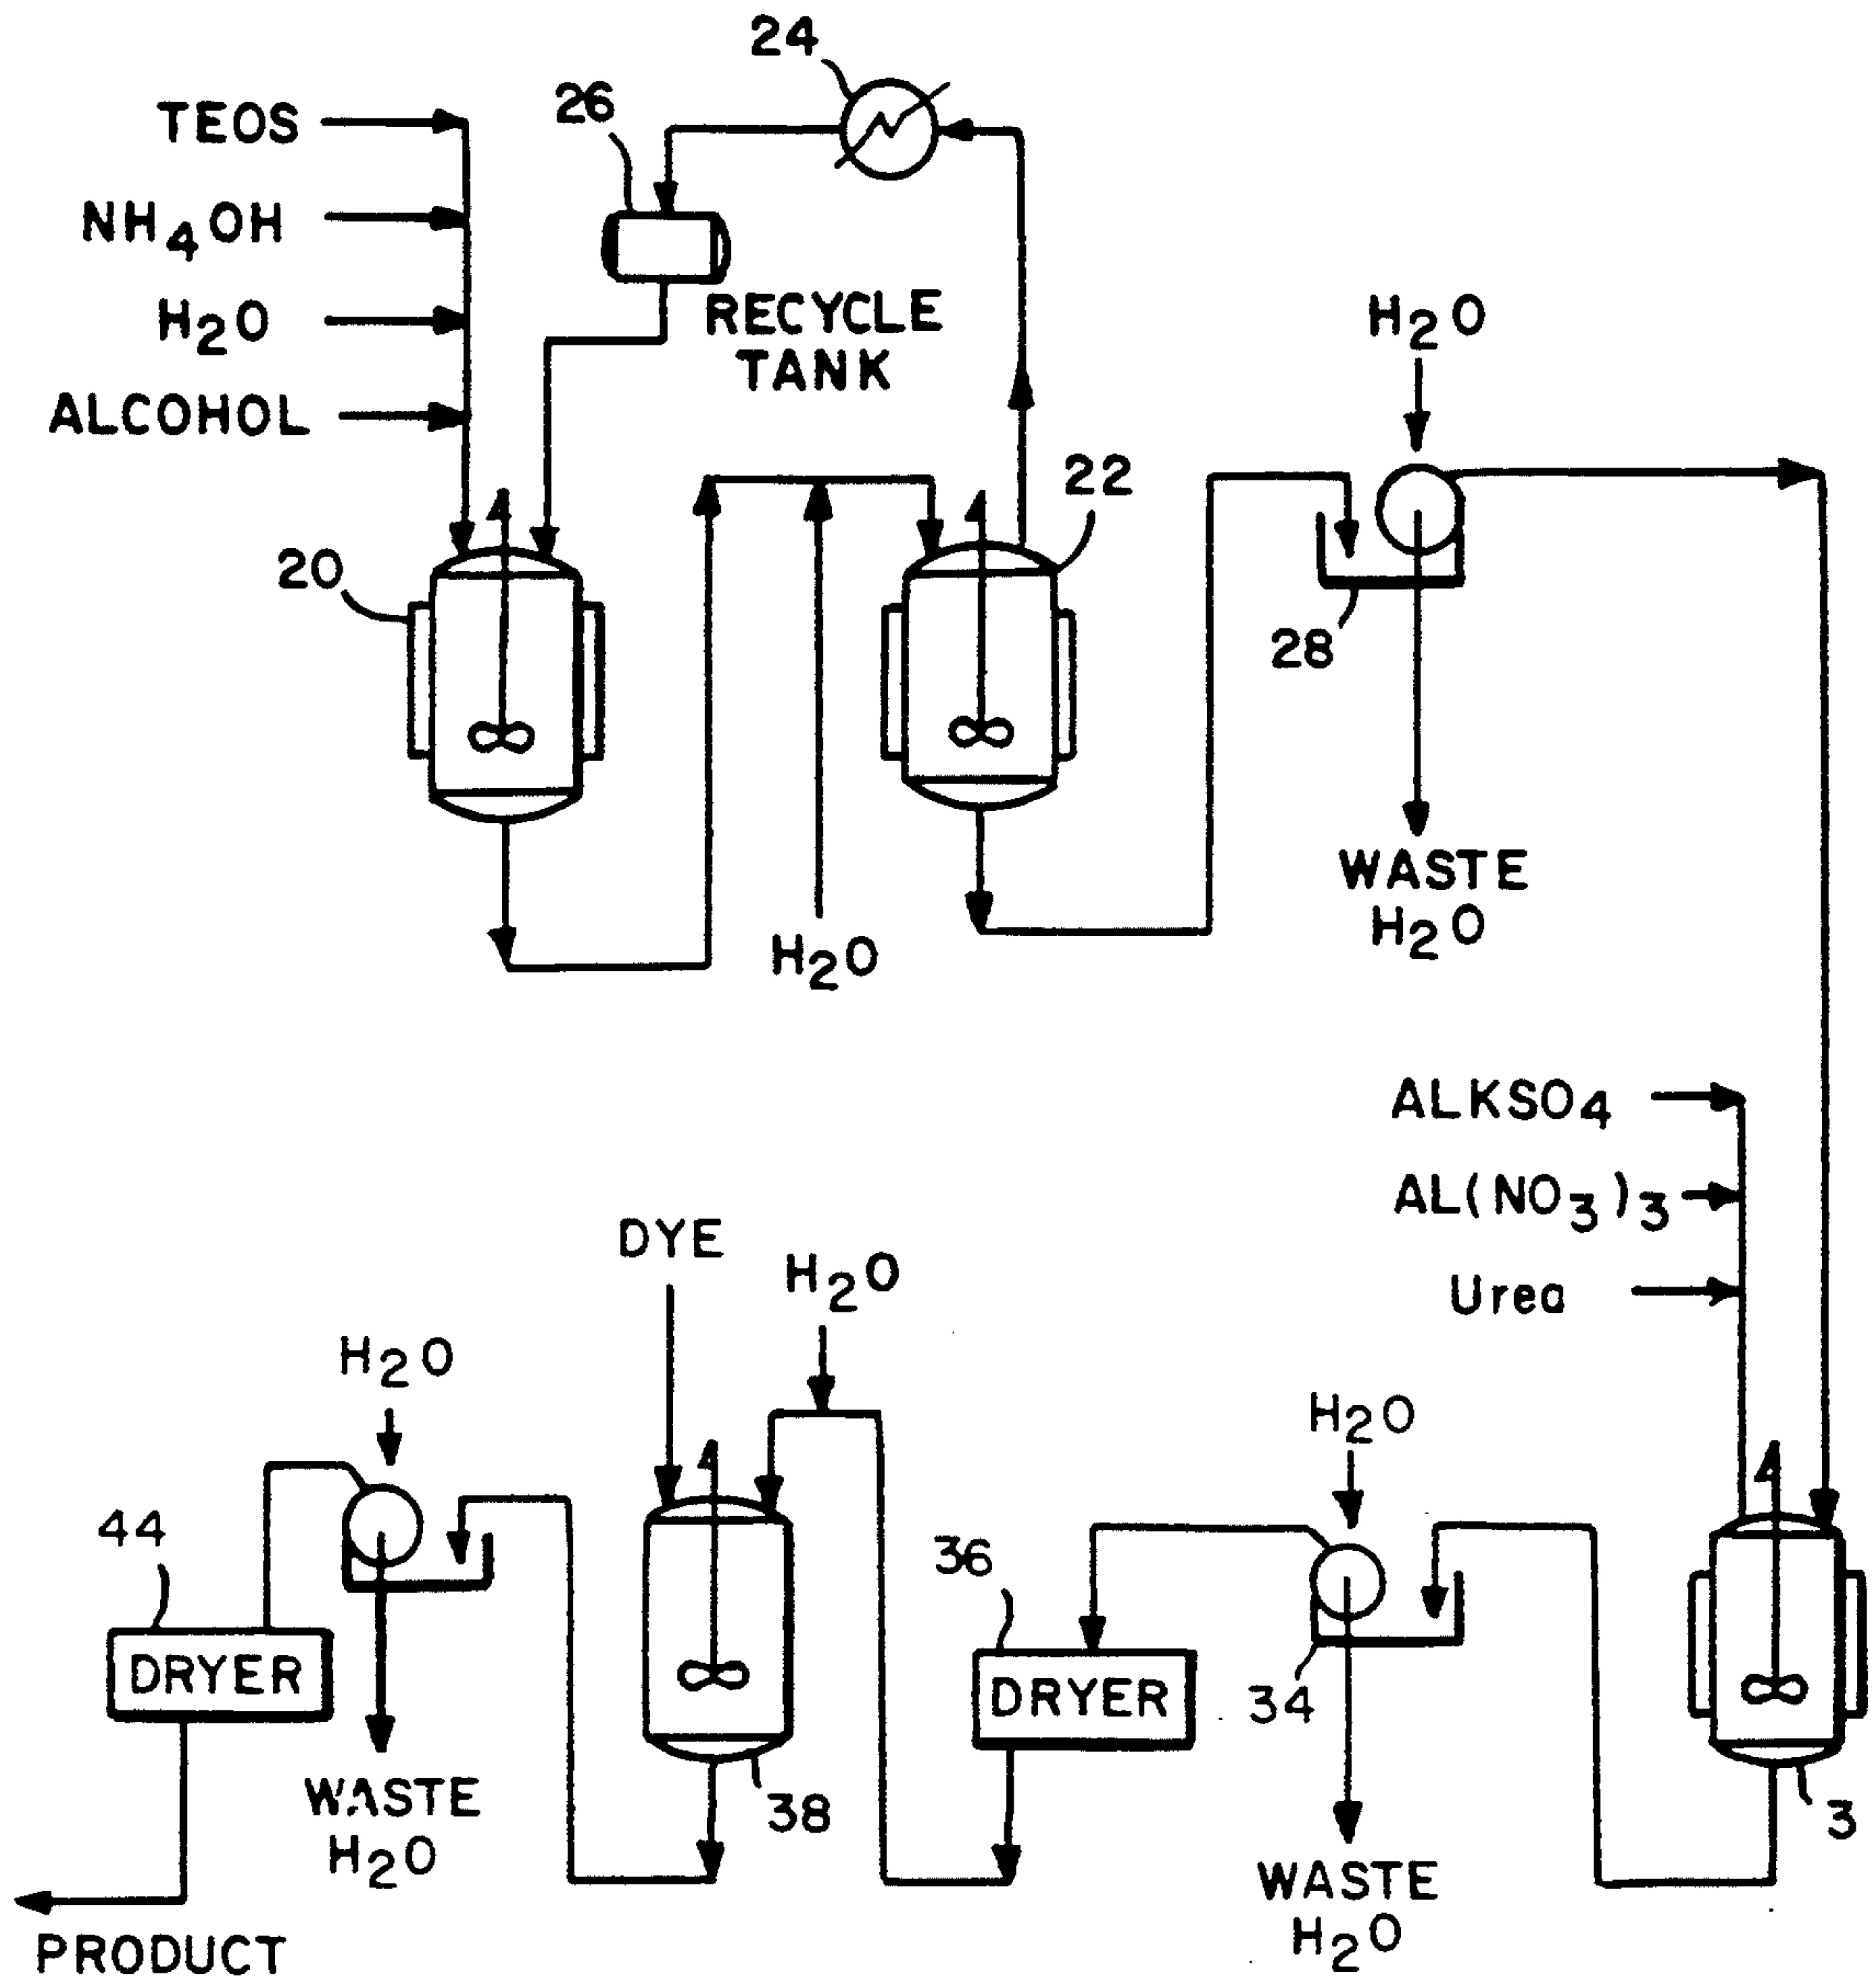 24
26
TEOS
NH4OH
H2O
ALCOHOL
RECYCLE
TANK
H2O
22
20
28
WASTE
H2O
H2O
ALKSO4
AL(NO3)3
Urea
DYE
H2O
H2O
H2O
44
36
DRYER
DRYER
34
38
3
WASTE
H2O
WASTE
H2O
PRODUCT